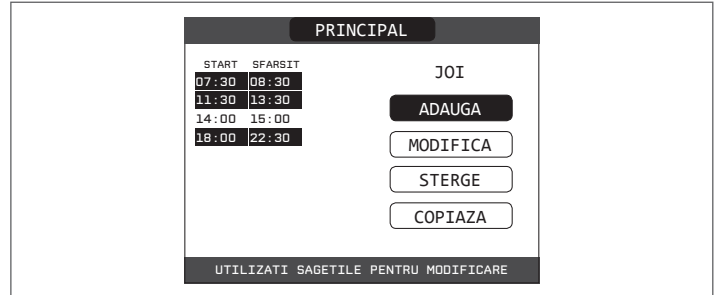 PRINCIPAL
START SFARSIT
07:30 08:30
11:30 13:30
14:00 15:00
18:00 22:30
JOI
ADAUGA
MODIFICA
STERGE
COPIAZA
UTILIZATI SAGETILE PENTRU MODIFICARE